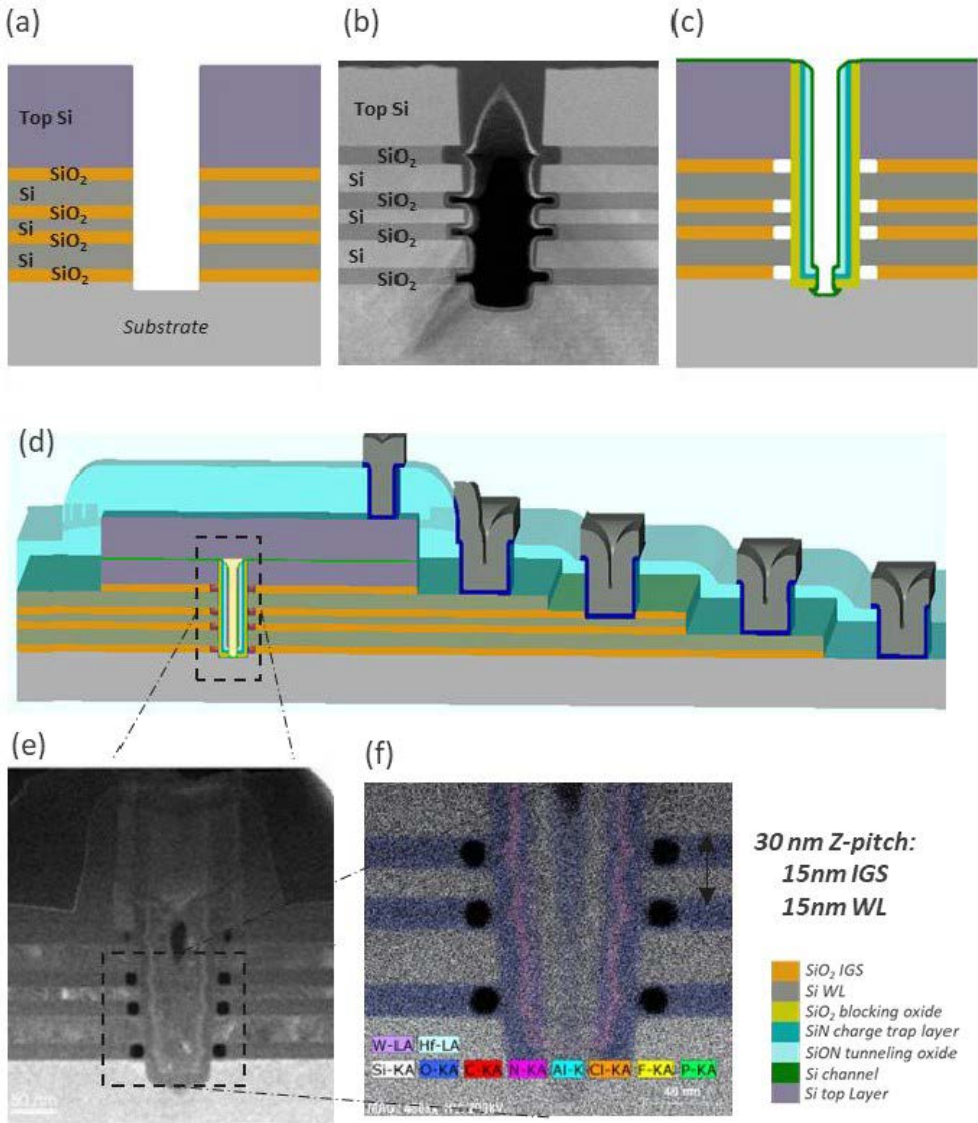 (a)
Top Si
SiO2
Si
SiO2
Si
SiO2
Si
SiO2
Substrate
(b)
Top Si
SiO2
Si
SiO2
Si
SiO2
Si
SiO2
(c)
(d)
(e)
50 nm
(f)
W-LA Hf-LA
Si-KA O-KA C-KA N-KA Al-K Cl-KA F-KA P-KA
40 nm
30 nm Z-pitch:
15nm IGS
15nm WL
SiO2 IGS
Si WL
SiO2 blocking oxide
SiN charge trap layer
SiON tunneling oxide
Si channel
Si top Layer